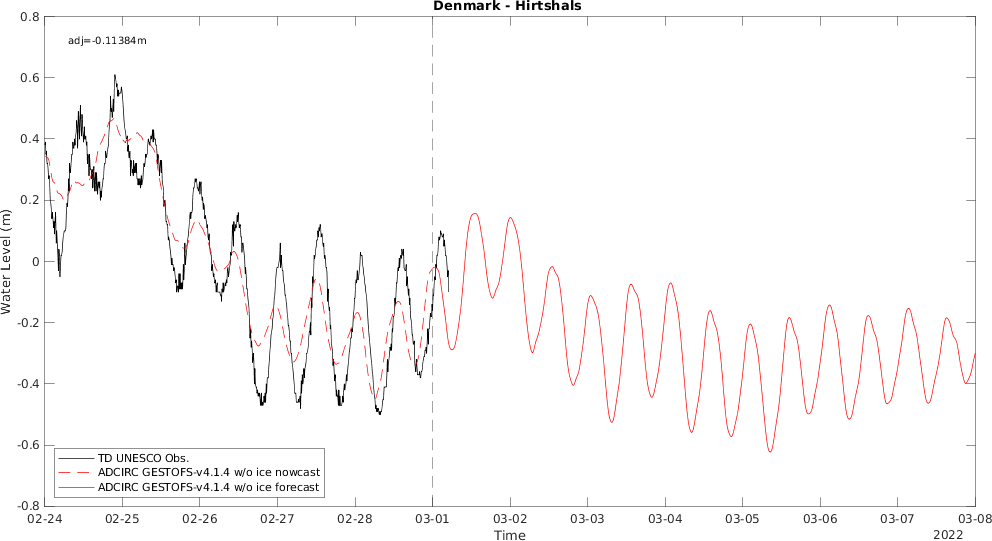 Denmark - Hirtshals
adj=-0.11384m
0.8
0.6
0.4
0.2
0
-0.2
-0.4
-0.6
-0.8
Water Level (m)
TD UNESCO Obs.
ADCIRC GESTOFS-v4.1.4 w/o ice nowcast
ADCIRC GESTOFS-v4.1.4 w/o ice forecast
02-24 02-25 02-26 02-27 02-28 03-01 03-02 03-03 03-04 03-05 03-06 03-07 03-08
Time
2022